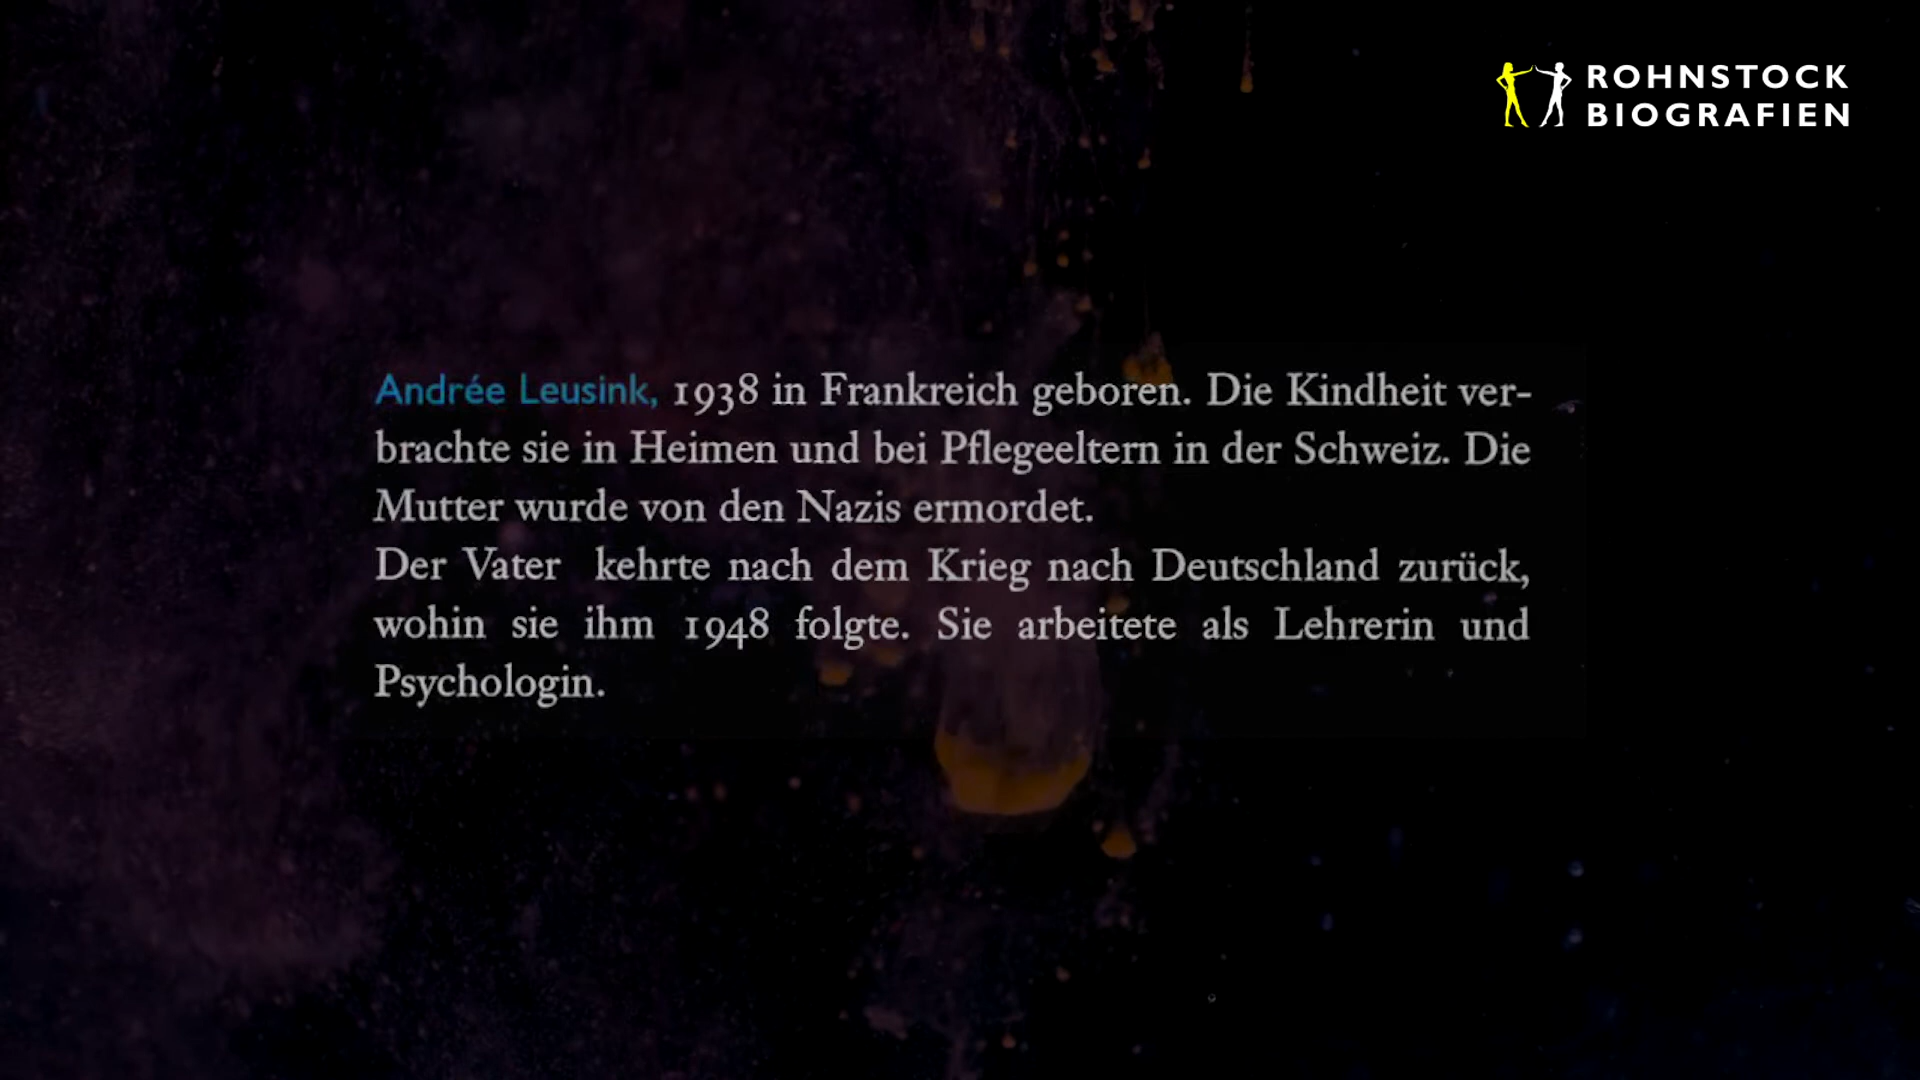 ROHNSTOCK
BIOGRAFIEN
Andrée Leusink, 1938 in Frankreich geboren. Die Kindheit ver-
brachte sie in Heimen und bei Pflegeeltern in der Schweiz. Die
Mutter wurde von den Nazis ermordet.
Der Vater kehrte nach dem Krieg nach Deutschland zurück,
wohin sie ihm 1948 folgte. Sie arbeitete als Lehrerin und
Psychologin.